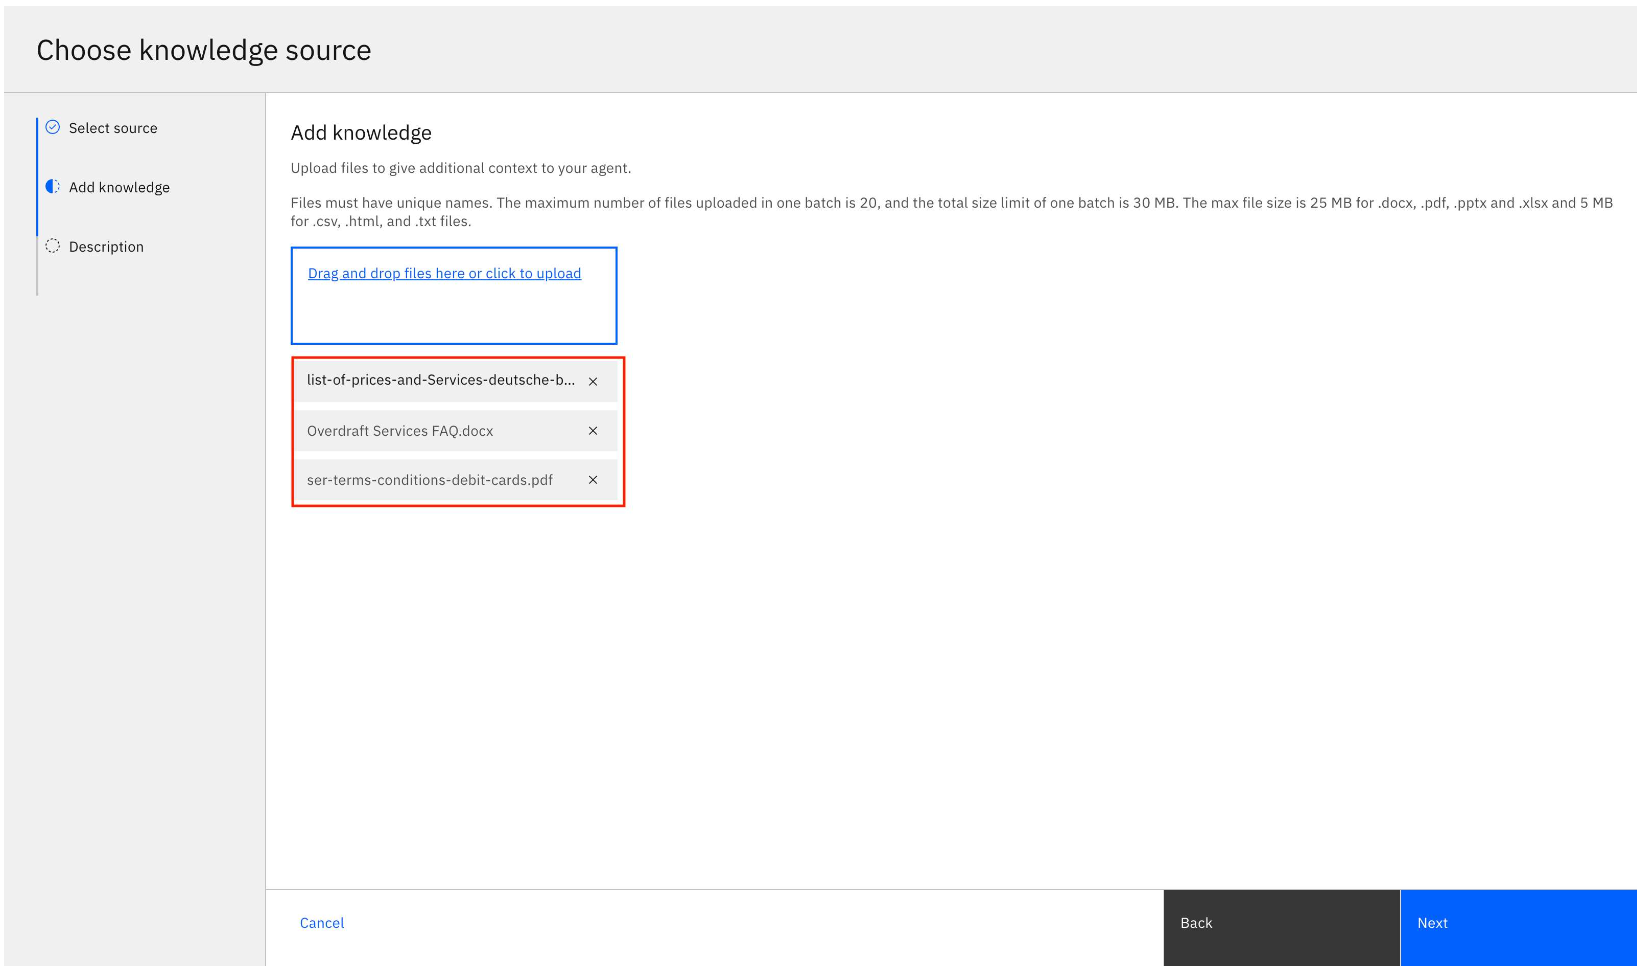 Choose knowledge source
Select source
Add knowledge
Description
Add knowledge
Upload files to give additional context to your agent.
Files must have unique names. The maximum number of files uploaded in one batch is 20, and the total size limit of one batch is 30 MB. The max file size is 25 MB for .docx, .pdf, .pptx and .xlsx and 5 MB
for .csv, .html, and .txt files.
Drag and drop files here or click to upload
list-of-prices-and-Services-deutsche-b...
Overdraft Services FAQ.docx
ser-terms-conditions-debit-cards.pdf
Cancel
Back
Next